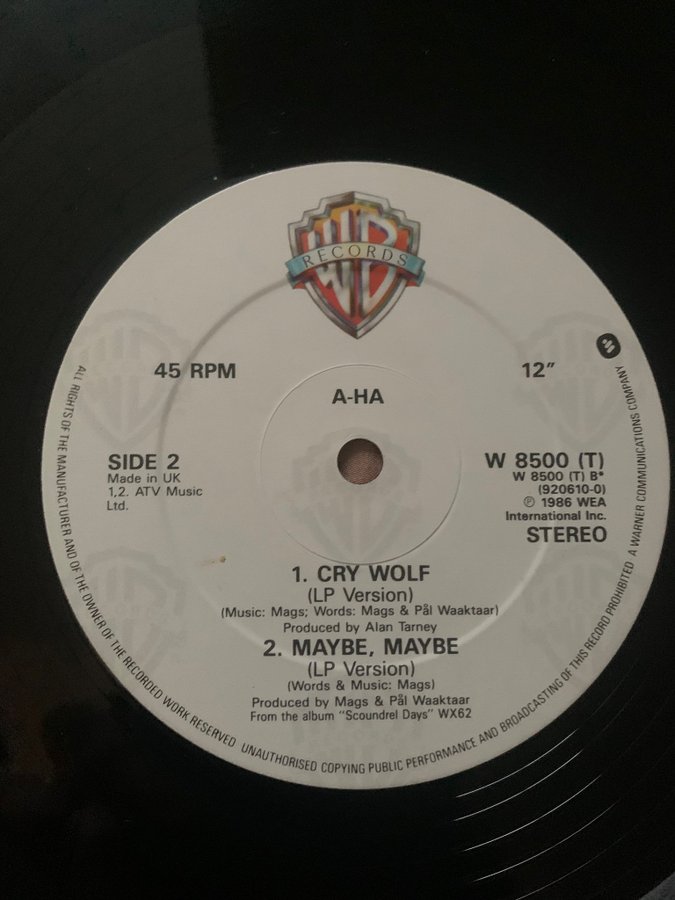 WB
RECORDS
45 RPM
12"
A-HA
SIDE 2
Made in UK
1,2. ATV Music
Ltd.
W 8500 (T)
W 8500 (T) B*
(920610-0)
℗ 1986 WEA
International Inc.
STEREO
1. CRY WOLF
(LP Version)
(Music: Mags; Words: Mags & Pål Waaktaar)
Produced by Alan Tarney
2. MAYBE, MAYBE
(LP Version)
(Words & Music: Mags)
Produced by Mags & Pål Waaktaar
From the album "Scoundrel Days" WX62
ALL RIGHTS OF THE MANUFACTURER AND OF THE OWNER OF THE RECORDED WORK RESERVED UNAUTHORISED COPYING PUBLIC PERFORMANCE AND BROADCASTING OF THIS RECORD PROHIBITED A WARNER COMMUNICATIONS COMPANY